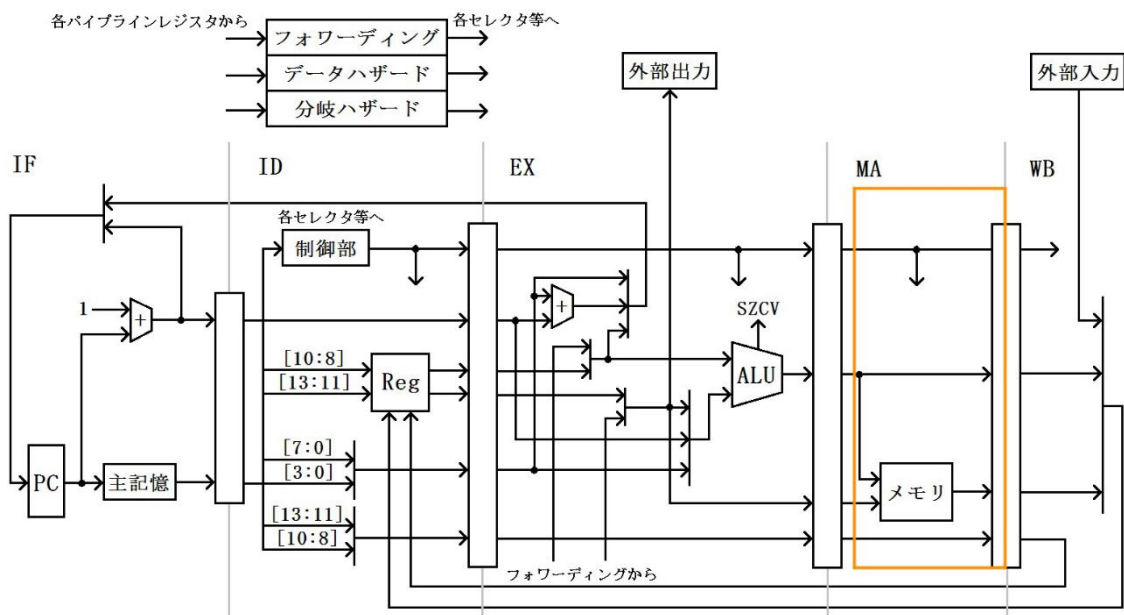 各パイプラインレジスタから
各セレクタ等へ
フォワーディング
データハザード
分岐ハザード
外部出力
外部入力
IF
ID
EX
MA
WB
各セレクタ等へ
制御部
1
+
+
SZCV
[10:8]
[13:11]
Reg
ALU
[7:0]
[3:0]
PC
主記憶
メモリ
[13:11]
[10:8]
フォワーディングから